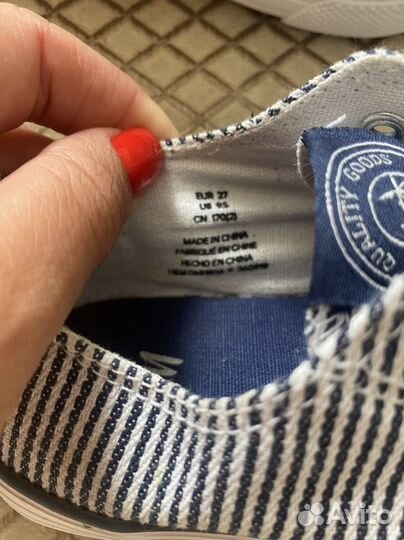 EUR 27
US 9.5
CN 170(2)
MADE IN CHINA
FABRIQUÉ EN CHINE
HECHO EN CHINA
QUALITY GOODS
M
Avito